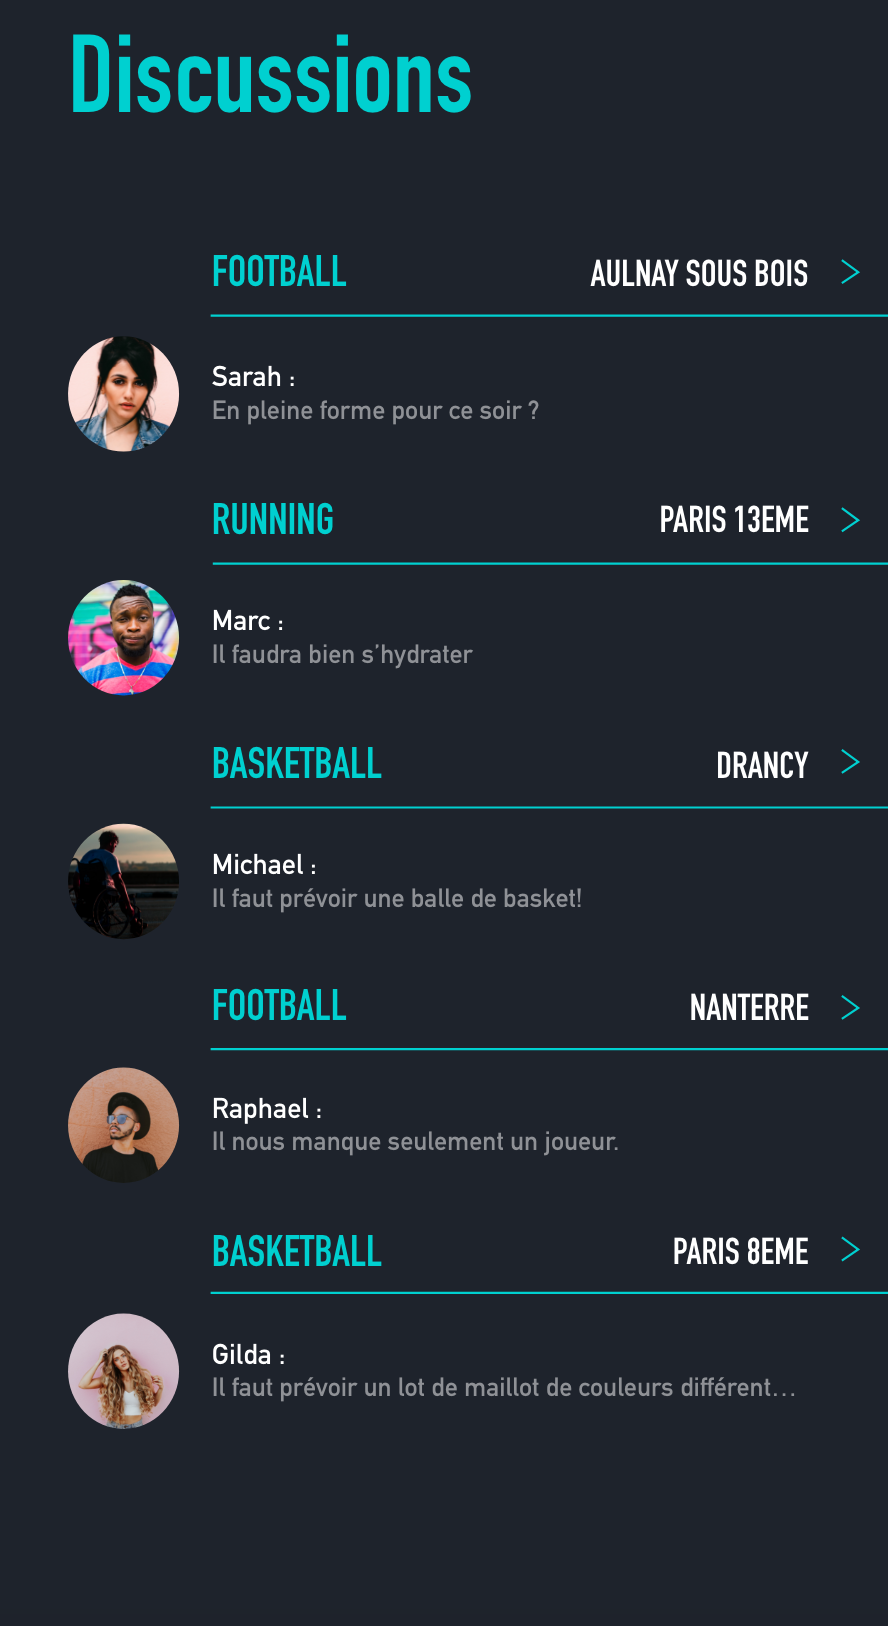 Discussions
FOOTBALL AULNAY SOUS BOIS
Sarah :
En pleine forme pour ce soir ?
RUNNING PARIS 13EME
Marc :
Il faudra bien s’hydrater
BASKETBALL DRANCY
Michael :
Il faut prévoir une balle de basket!
FOOTBALL NANTERRE
Raphael :
Il nous manque seulement un joueur.
BASKETBALL PARIS 8EME
Gilda :
Il faut prévoir un lot de maillot de couleurs différent...